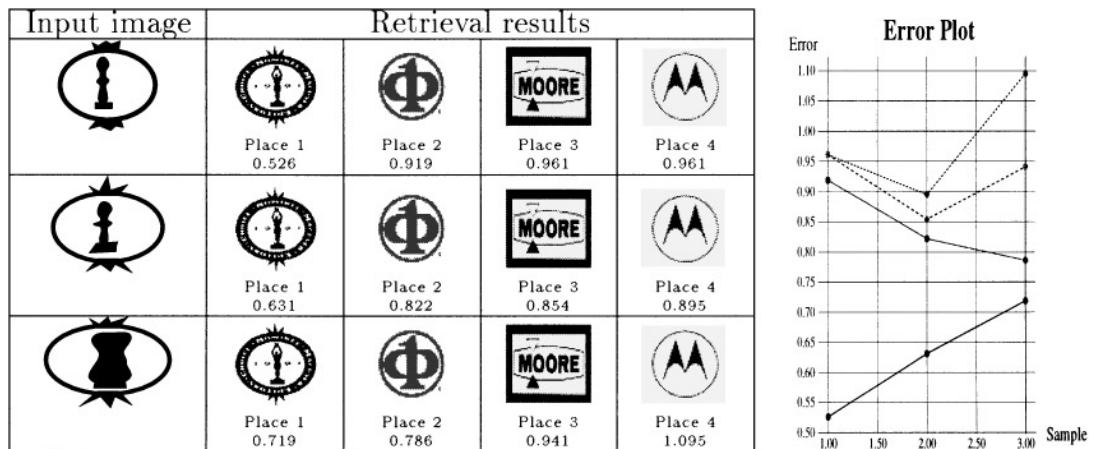 Input image Retrieval results
MOORE
Place 1 Place 2 Place 3 Place 4
0.526 0.919 0.961 0.961
MOORE
Place 1 Place 2 Place 3 Place 4
0.631 0.822 0.854 0.895
MOORE
Place 1 Place 2 Place 3 Place 4
0.719 0.786 0.941 1.095
Error Plot
Error
1.10
1.05
1.00
0.95
0.90
0.85
0.80
0.75
0.70
0.65
0.60
0.55
0.50
1.00 1.50 2.00 2.50 3.00 Sample